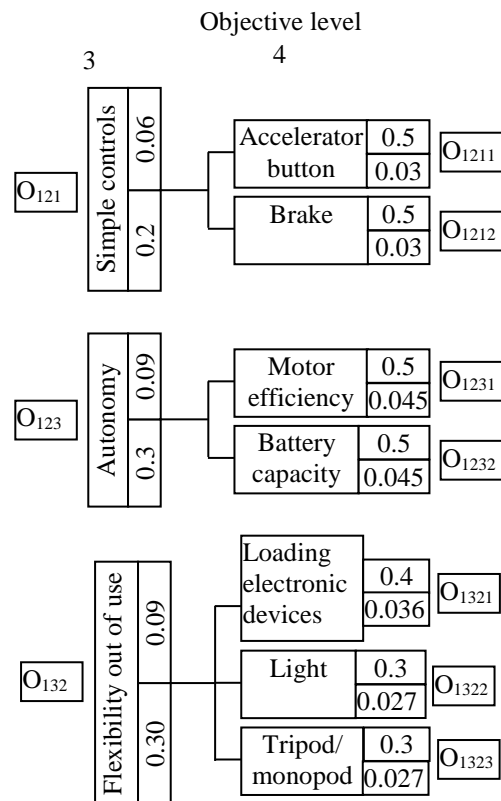 Objective level
3
4
O121
Simple controls
0.06
0.2
Accelerator
button
0.5
0.03
O1211
Brake
0.5
0.03
O1212
O123
Autonomy
0.09
0.3
Motor
efficiency
0.5
0.045
O1231
Battery
capacity
0.5
0.045
O1232
O132
Flexibility out of use
0.09
0.30
Loading
electronic
devices
0.4
0.036
O1321
Light
0.3
0.027
O1322
Tripod/
monopod
0.3
0.027
O1323